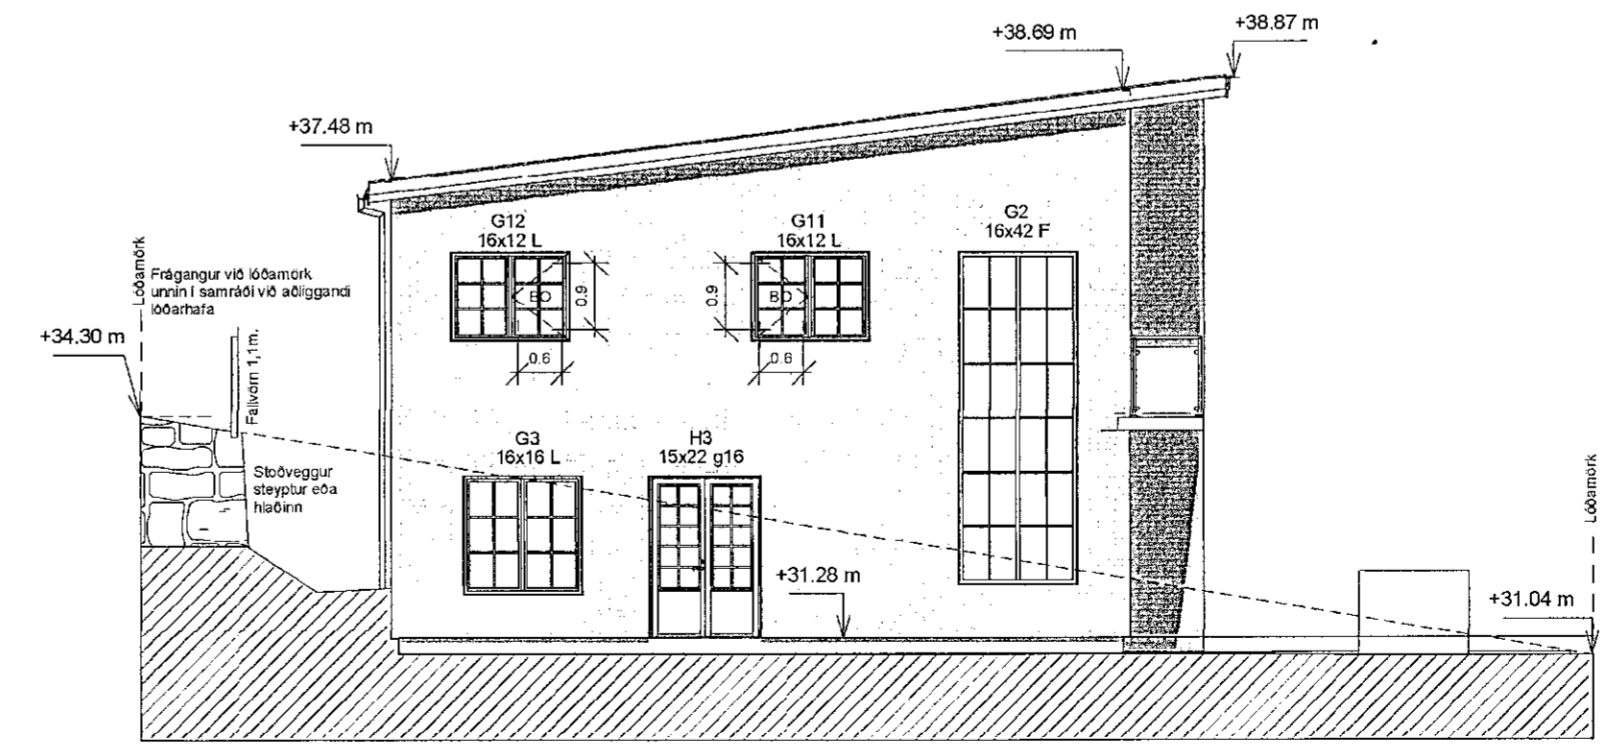 +38.69 m
+38.87 m
+37.48 m
G12
16x12 L
G11
16x12 L
G2
16x42 F
Lóðamörk
Frágangur við lóðamörk
unnin í samráði við aðliggandi
lóðarhafa
BO
0.9
0.9
BO
+34.30 m
Fallvörn 1,1m.
0.6
0.6
G3
16x16 L
H3
15x22 g16
Stoðveggur
steyptur eða
hlaðinn
Lóðamörk
+31.28 m
+31.04 m